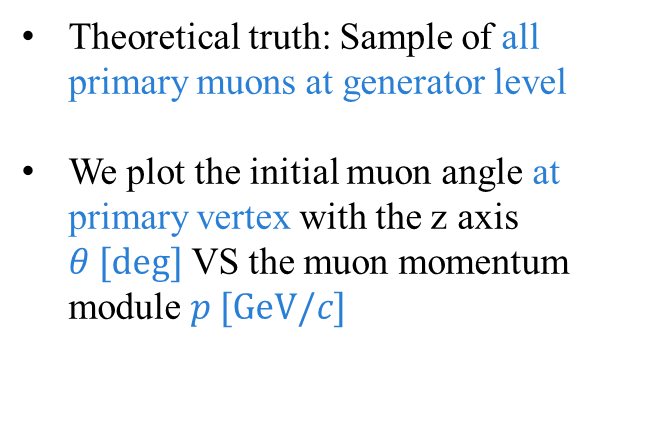 • Theoretical truth: Sample of all
primary muons at generator level
• We plot the initial muon angle at
primary vertex with the z axis
θ [deg] VS the muon momentum
module p [GeV/c]